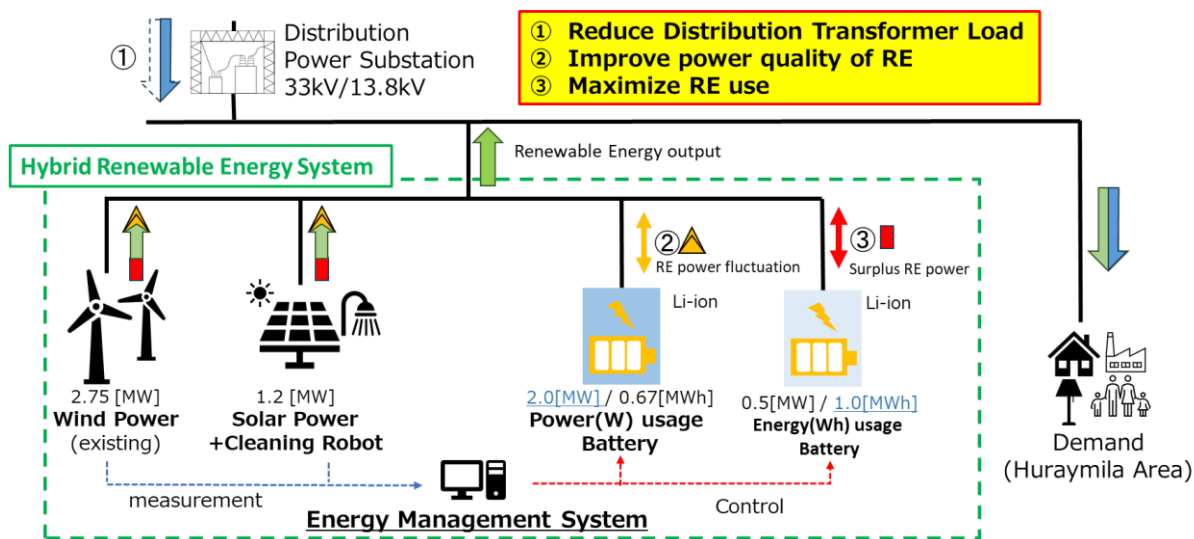 ①
Distribution
Power Substation
33kV/13.8kV
① Reduce Distribution Transformer Load
② Improve power quality of RE
③ Maximize RE use
Renewable Energy output
Hybrid Renewable Energy System
②
RE power fluctuation
③
Surplus RE power
Li-ion
Li-ion
2.75 [MW]
Wind Power
(existing)
1.2 [MW]
Solar Power
+Cleaning Robot
2.0[MW] / 0.67[MWh]
Power(W) usage
Battery
0.5[MW] / 1.0[MWh]
Energy(Wh) usage
Battery
Demand
(Huraymila Area)
measurement
Control
Energy Management System